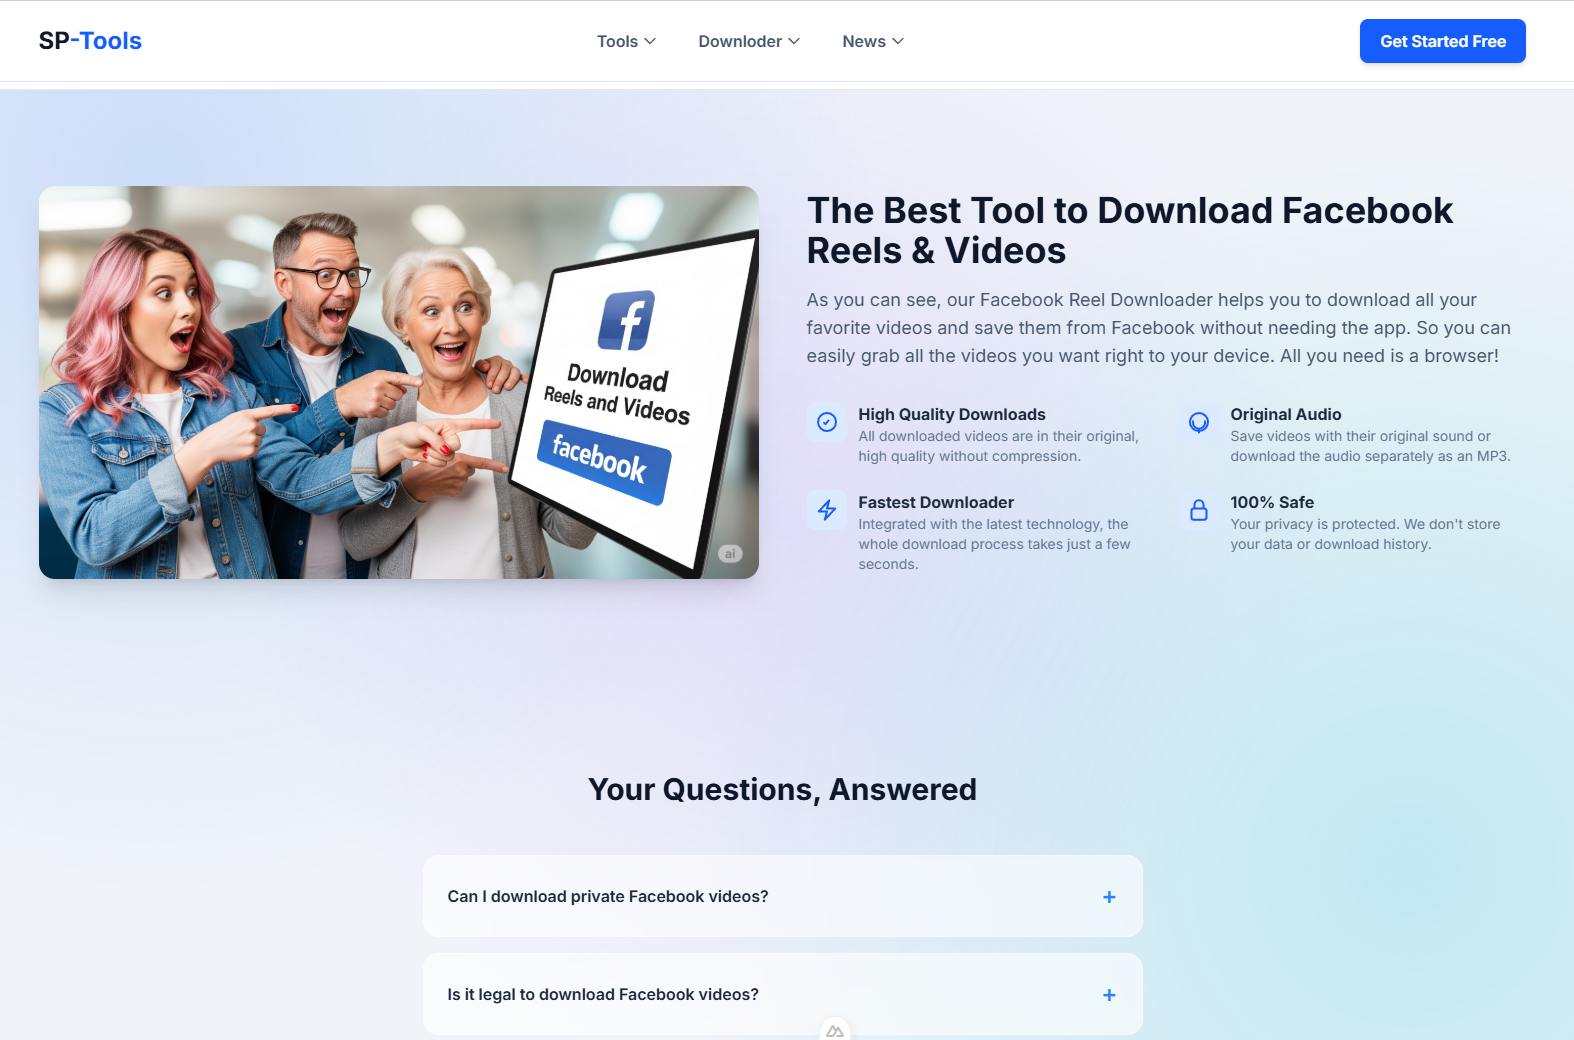 SP-Tools
Tools
Downloder
News
Get Started Free
Download
Reels and Videos
facebook
ai
The Best Tool to Download Facebook
Reels & Videos
As you can see, our Facebook Reel Downloader helps you to download all your
favorite videos and save them from Facebook without needing the app. So you can
easily grab all the videos you want right to your device. All you need is a browser!
High Quality Downloads
All downloaded videos are in their original,
high quality without compression.
Original Audio
Save videos with their original sound or
download the audio separately as an MP3.
Fastest Downloader
Integrated with the latest technology, the
whole download process takes just a few
seconds.
100% Safe
Your privacy is protected. We don't store
your data or download history.
Your Questions, Answered
Can I download private Facebook videos?
Is it legal to download Facebook videos?